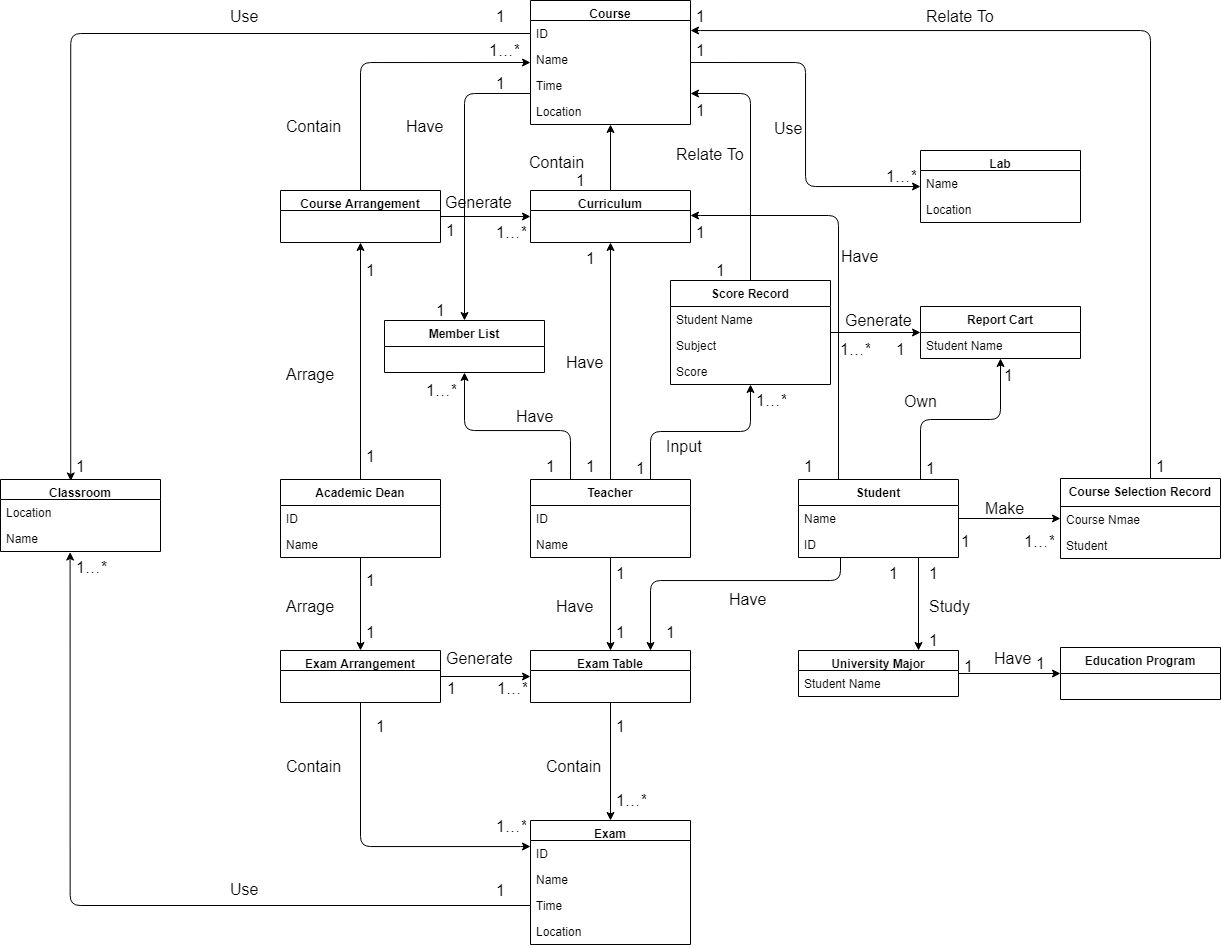 Use
1
Course
1
Relate To
ID
1...*
Name
1
1
Time
1
Location
Contain
Have
Use
Relate To
Contain
1
Lab
1...*
Name
Location
Course Arrangement
Generate
Curriculum
1
1...*
1
1
1
Have
1
Score Record
Student Name
Subject
Score
Generate
1...*
1
Report Cart
Student Name
1
Member List
Have
Arrage
1...*
1
Own
1...*
Have
Input
1
Classroom
Location
Name
1...*
1
Academic Dean
ID
Name
1
1
1
1
Teacher
ID
Name
1
1
1
Student
Name
ID
Make
1
1...*
1
Course Selection Record
Course Nmae
Student
1
1
Arrage
Have
Have
Study
1
1
1
1
Exam Arrangement
Generate
1
1...*
Exam Table
University Major
Student Name
Have
1
1
Education Program
1
1
Contain
Contain
1...*
1...*
Exam
ID
Name
Use
1
Time
Location